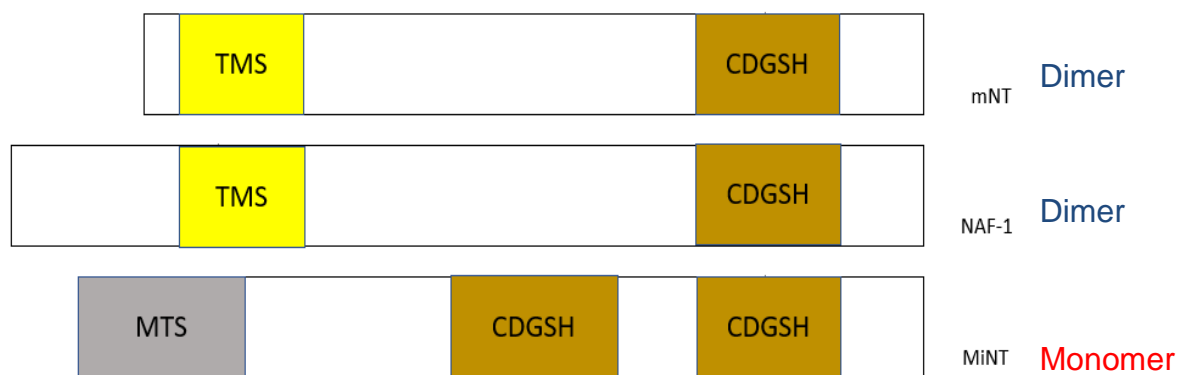 TMS CDGSH mNT Dimer
TMS CDGSH NAF-1 Dimer
MTS CDGSH CDGSH MiNT Monomer